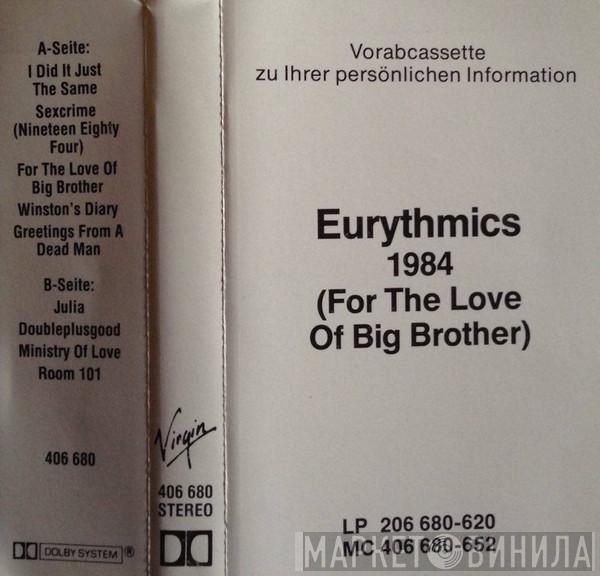 A-Seite:
I Did It Just
The Same
Sexcrime
(Nineteen Eighty
Four)
For The Love Of
Big Brother
Winston's Diary
Greetings From A
Dead Man
B-Seite:
Julia
Doubleplusgood
Ministry Of Love
Room 101
406 680
DOLBY SYSTEM ®
Virgin
406 680
STEREO
Vorabcassette
zu Ihrer persönlichen Information
Eurythmics
1984
(For The Love
Of Big Brother)
LP 206 680-620
MC 406 680-652
МАРКЕТ ВИНИЛА